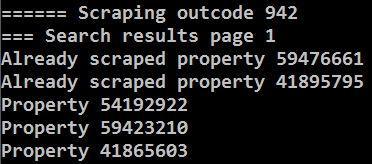 ====== Scraping outcode 942
=== Search results page 1
Already scraped property 59476661
Already scraped property 41895795
Property 54192922
Property 59423210
Property 41865603